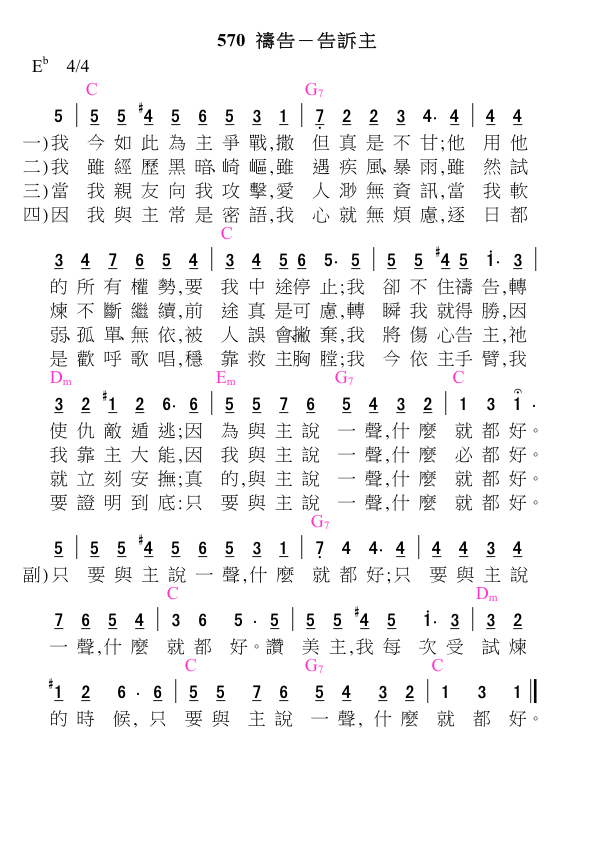 570 禱告－告訴主
E♭ 4/4
C G7
5 | 5 5 #4 5 6 5 3 1 | 7 2 2 3 4· 4 | 4 4
一)我 今如此為主爭戰,撒 但真是不甘;他 用他
二)我 雖經歷黑暗、崎嶇,雖 遇疾風、暴雨,雖 然試
三)當 我親友向我攻擊,愛 人渺無資訊,當 我軟
四)因 我與主常是密語,我 心就無煩慮,逐 日都
C
3 4 7 6 5 4 | 3 4 5 6 5· 5 | 5 5 #4 5 1· 3 |
的所有權勢,要 我中途停止;我 卻不住禱告,轉
煉不斷繼續,前 途真是可慮,轉 瞬我就得勝,因
弱、孤單、無依,被 人誤會、撇棄,我 將傷心告主,祂
是歡呼歌唱,穩 靠救主胸膛;我 今依主手臂,我
Dm Em G7 C
3 2 #1 2 6· 6 | 5 5 7 6 5 4 3 2 | 1 3 1 ·
使仇敵遁逃;因 為與主說 一聲,什麼 就都好。
我靠主大能,因 我與主說 一聲,什麼 必都好。
就立刻安撫;真 的,與主說 一聲,什麼 就都好。
要證明到底:只 要與主說 一聲,什麼 就都好。
G7
5 | 5 5 #4 5 6 5 3 1 | 7 4 4· 4 | 4 4 3 4
副)只 要與主說一聲,什麼 就都好;只 要與主說
C Dm
7 6 5 4 | 3 6 5 · 5 | 5 5 #4 5 1· 3 | 3 2
一聲,什麼 就都好。讚 美主,我每次受 試煉
C G7 C
#1 2 6 · 6 | 5 5 7 6 5 4 3 2 | 1 3 1
的時候, 只 要與 主說 一聲, 什麼 就 都 好。